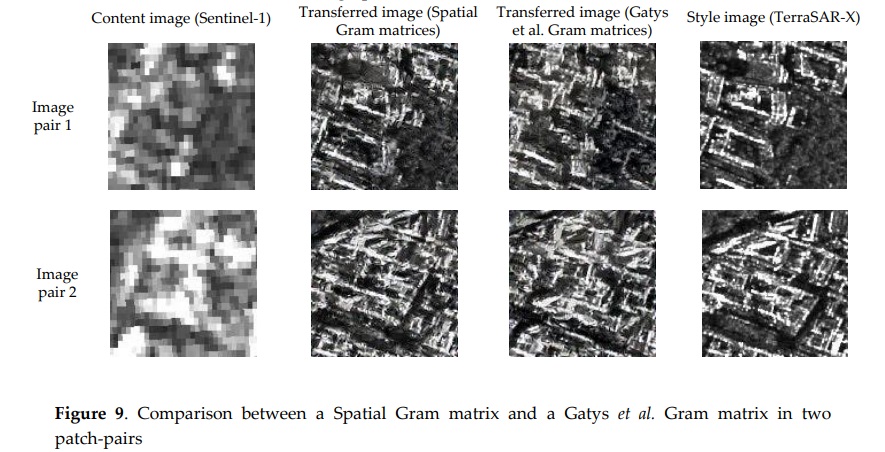 Content image (Sentinel-1)
Transferred image (Spatial
Gram matrices)
Transferred image (Gatys
et al. Gram matrices)
Style image (TerraSAR-X)
Image
pair 1
Image
pair 2
Figure 9. Comparison between a Spatial Gram matrix and a Gatys et al. Gram matrix in two
patch-pairs